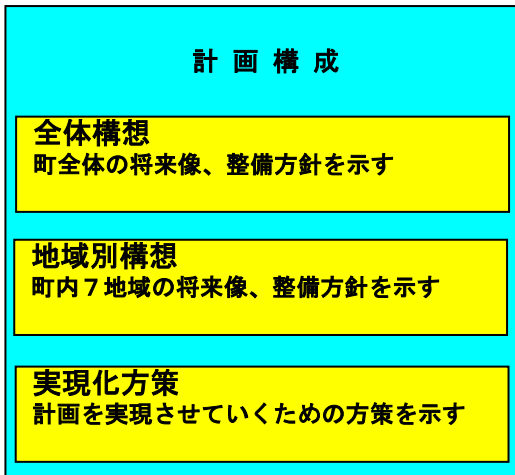 計 画 構 成
全体構想
町全体の将来像、整備方針を示す
地域別構想
町内７地域の将来像、整備方針を示す
実現化方策
計画を実現させていくための方策を示す